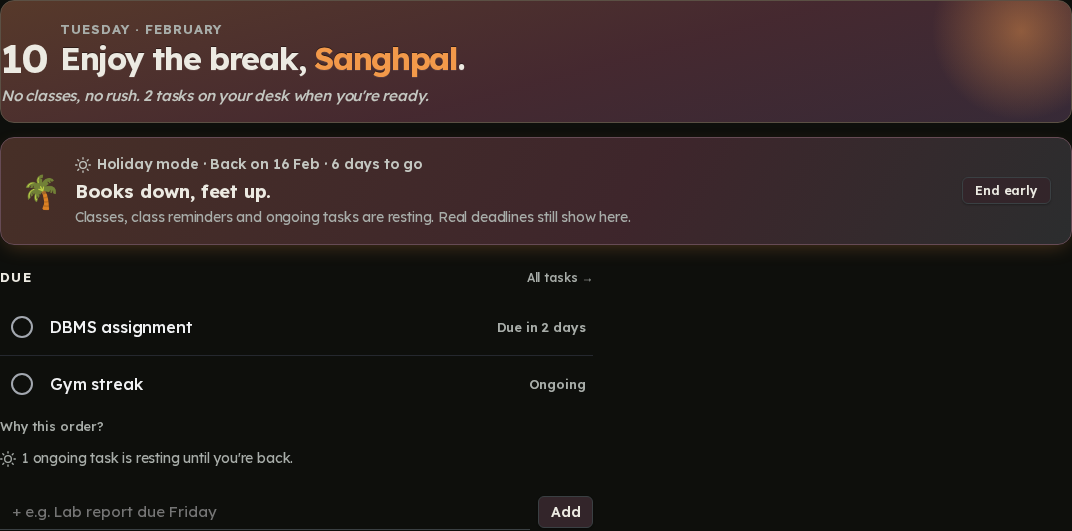 TUESDAY · FEBRUARY
10 Enjoy the break, Sanghpal.
No classes, no rush. 2 tasks on your desk when you're ready.
Holiday mode · Back on 16 Feb · 6 days to go
Books down, feet up.
End early
Classes, class reminders and ongoing tasks are resting. Real deadlines still show here.
DUE All tasks →
DBMS assignment Due in 2 days
Gym streak Ongoing
Why this order?
1 ongoing task is resting until you're back.
+ e.g. Lab report due Friday Add